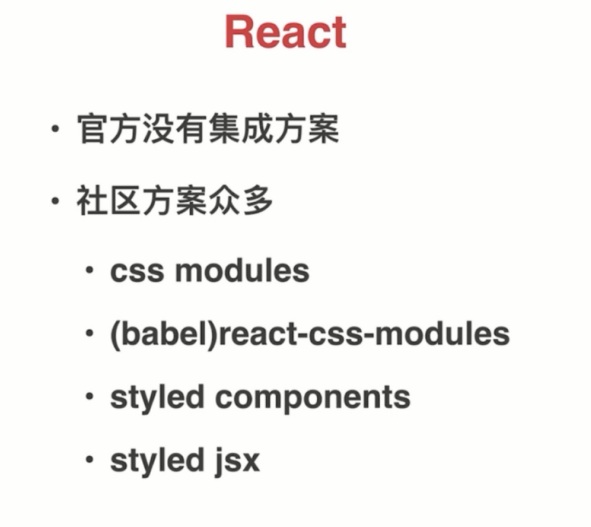 React
• 官方没有集成方案
• 社区方案众多
• css modules
• (babel)react-css-modules
• styled components
• styled jsx